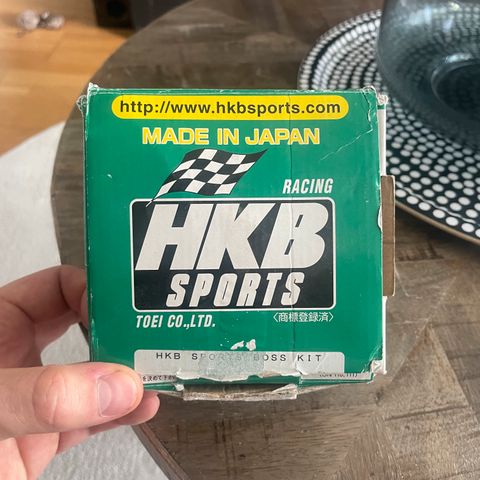 http://www.hkbsports.com
MADE IN JAPAN
RACING
HKB
SPORTS
TOEI CO.,LTD.
〈商標登録済〉
HKB SPORTS BOSS KIT